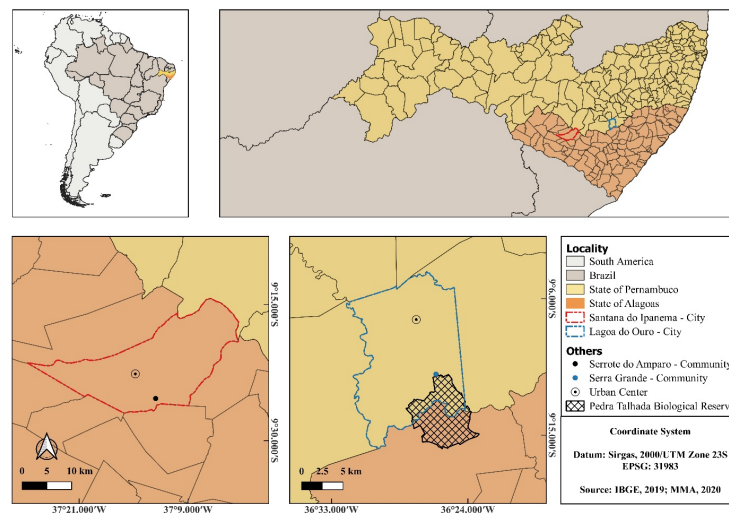 Locality
South America
Brazil
State of Pernambuco
State of Alagoas
Santana do Ipanema - City
Lagoa do Ouro - City
Others
Serrote do Amparo - Community
Serra Grande - Community
Urban Center
Pedra Talhada Biological Reserve
Coordinate System
Datum: Sirgas, 2000/UTM Zone 23S
EPSG: 31983
Source: IBGE, 2019; MMA, 2020
9°15.000'S
9°30.000'S
0 5 10 km
37°21.000'W 37°9.000'W
9°6.000'S
9°15.000'S
0 2.5 5 km
36°33.000'W 36°24.000'W